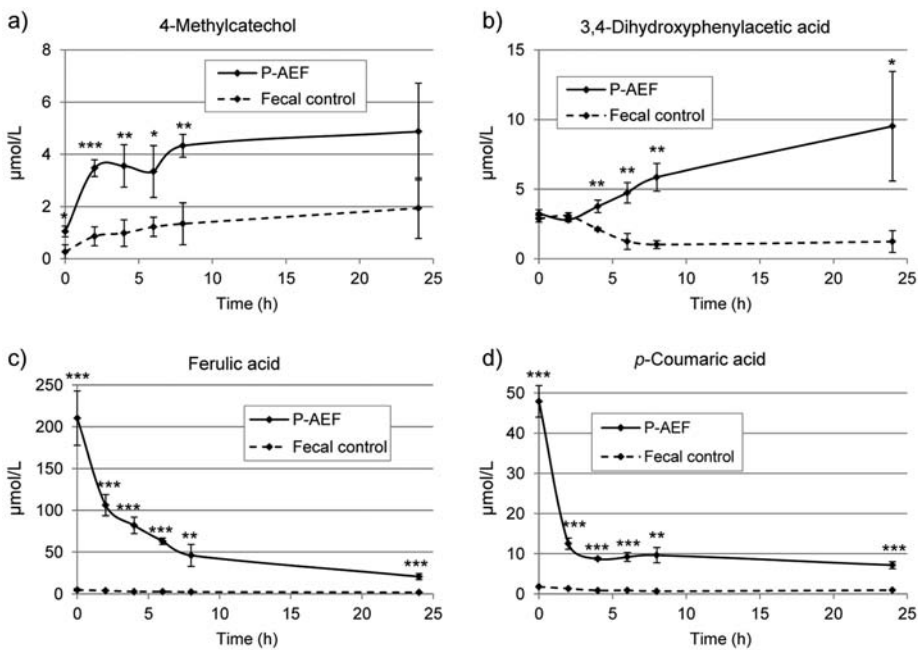 a)
4-Methylcatechol
8
6
4
2
0
μmol/L
P-AEF
Fecal control
*
***
**
*
**
0 5 10 15 20 25
Time (h)
b)
3,4-Dihydroxyphenylacetic acid
15
10
5
0
μmol/L
P-AEF
Fecal control
**
**
**
*
0 5 10 15 20 25
Time (h)
c)
Ferulic acid
250
200
150
100
50
0
μmol/L
P-AEF
Fecal control
***
***
***
***
**
***
0 5 10 15 20 25
Time (h)
d)
p-Coumaric acid
50
40
30
20
10
0
μmol/L
P-AEF
Fecal control
***
***
***
***
**
***
0 5 10 15 20 25
Time (h)